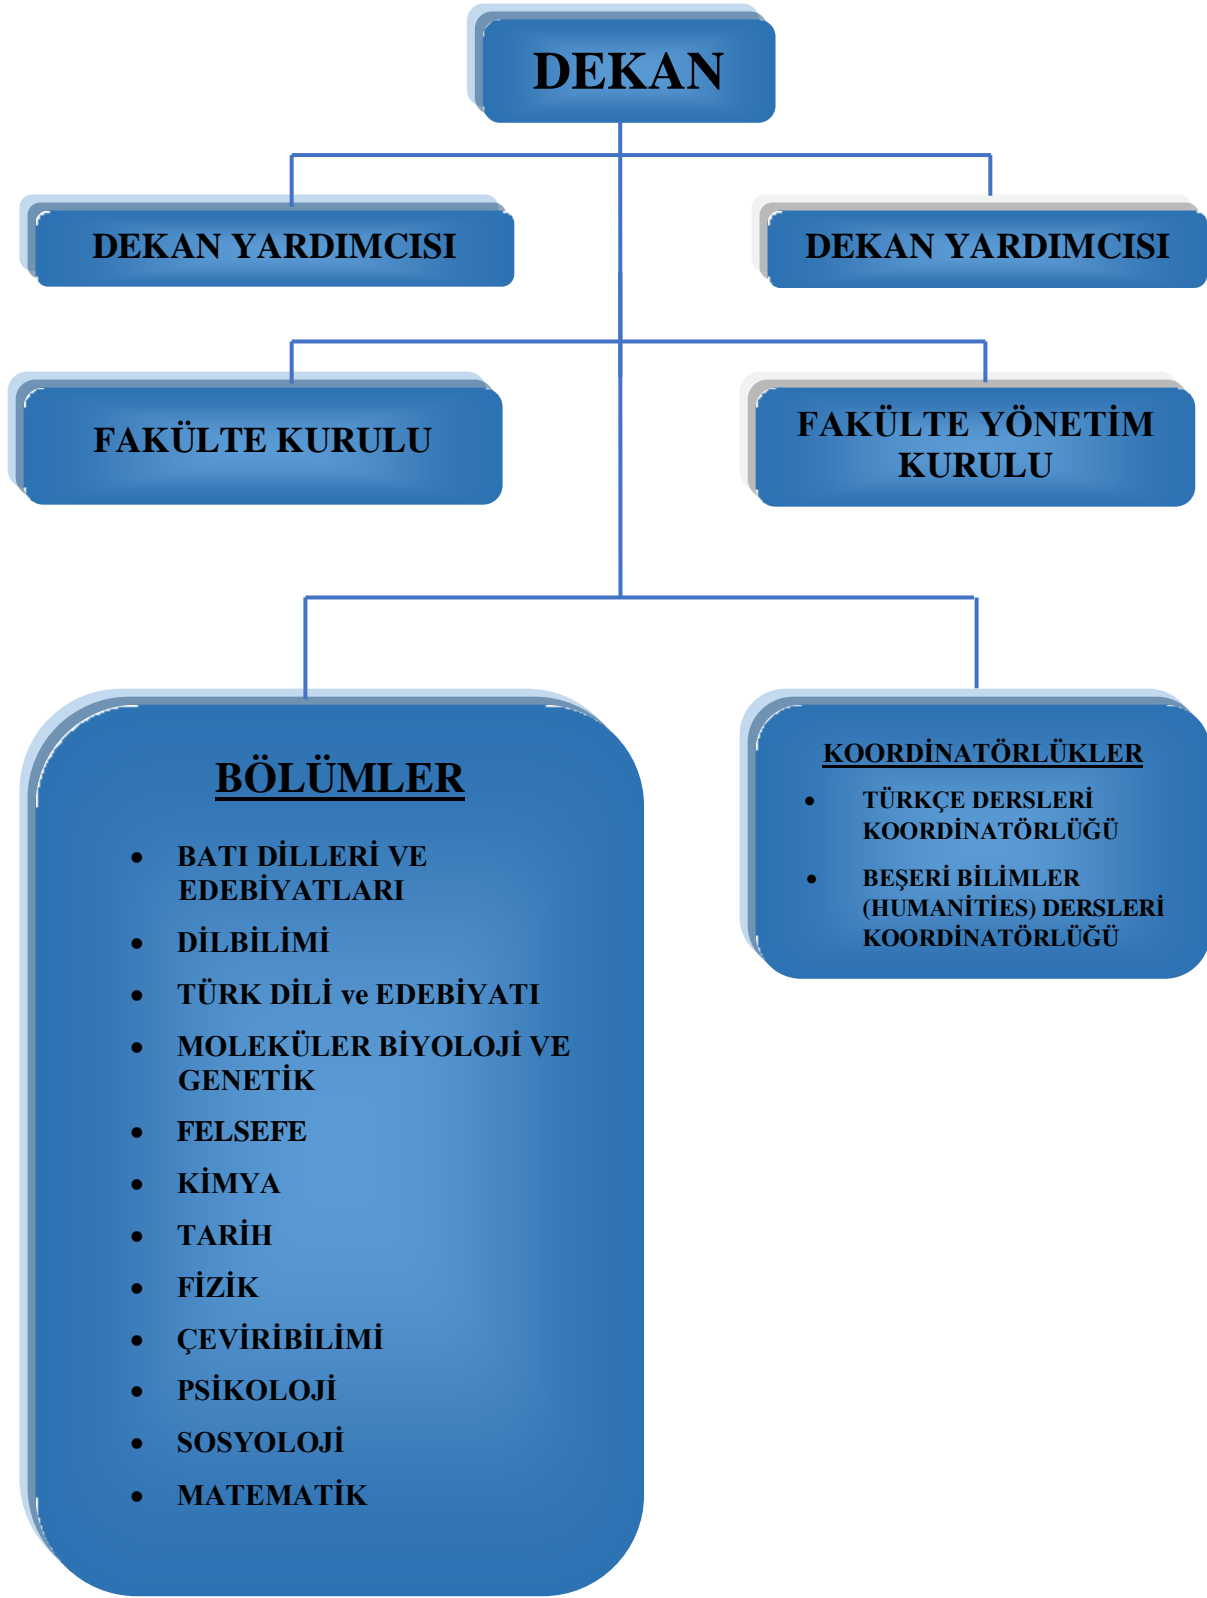 DEKAN
DEKAN YARDIMCISI
DEKAN YARDIMCISI
FAKÜLTE KURULU
FAKÜLTE YÖNETİM
KURULU
BÖLÜMLER
• BATI DİLLERİ VE
EDEBİYATLARI
• DİLBİLİMİ
• TÜRK DİLİ ve EDEBİYATI
• MOLEKÜLER BİYOLOJİ VE
GENETİK
• FELSEFE
• KİMYA
• TARİH
• FİZİK
• ÇEVİRİBİLİMİ
• PSİKOLOJİ
• SOSYOLOJİ
• MATEMATİK
KOORDİNATÖRLÜKLER
• TÜRKÇE DERSLERİ
KOORDİNATÖRLÜĞÜ
• BEŞERİ BİLİMLER
(HUMANİTİES) DERSLERİ
KOORDİNATÖRLÜĞÜ